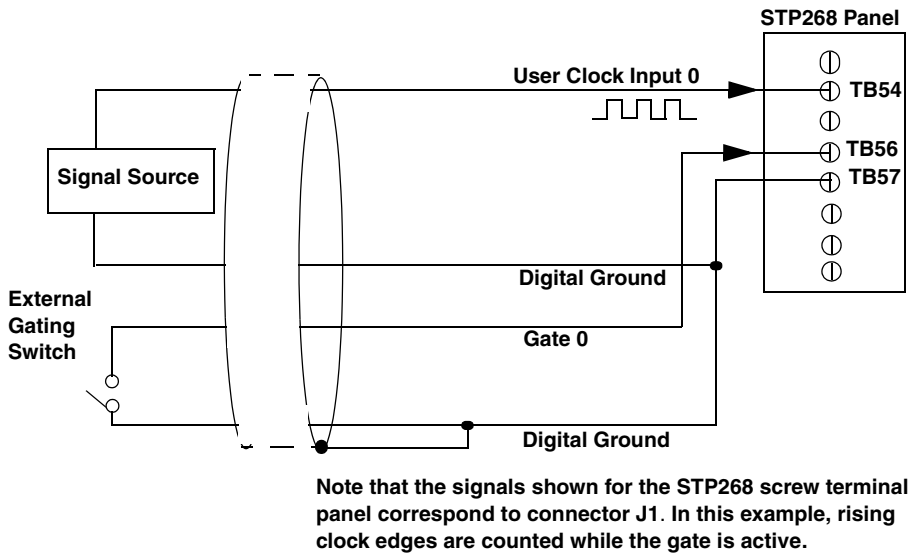 STP268 Panel
User Clock Input 0
TB54
TB56
Signal Source
TB57
Digital Ground
External
Gating
Switch
Gate 0
Digital Ground
Note that the signals shown for the STP268 screw terminal
panel correspond to connector J1. In this example, rising
clock edges are counted while the gate is active.